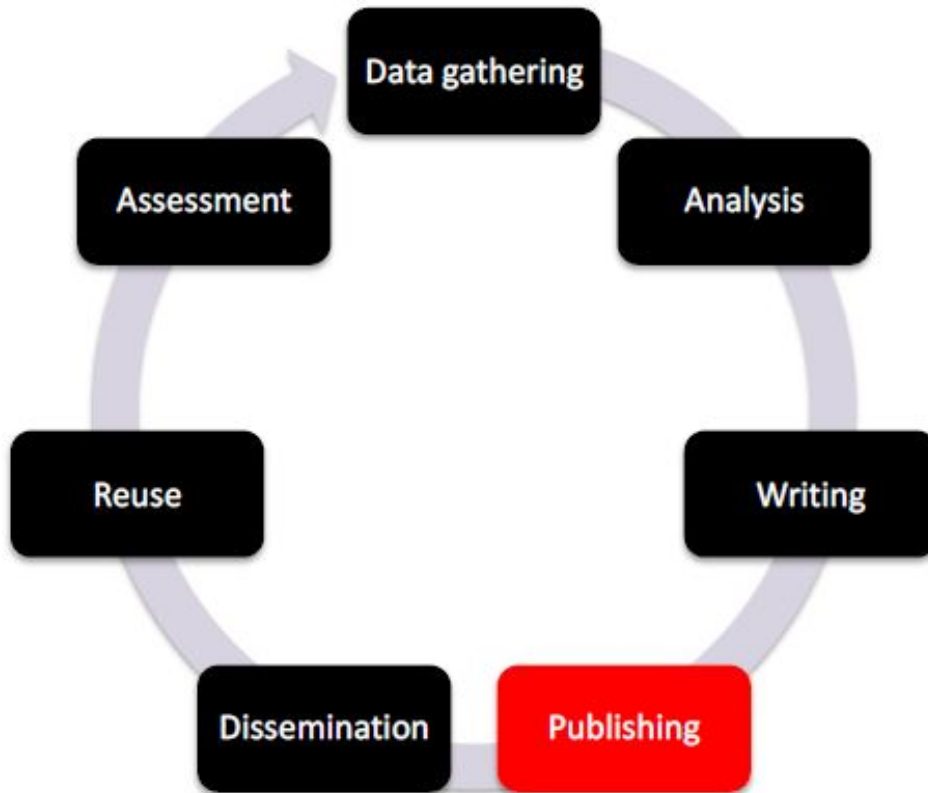 Data gathering
Analysis
Writing
Publishing
Dissemination
Reuse
Assessment